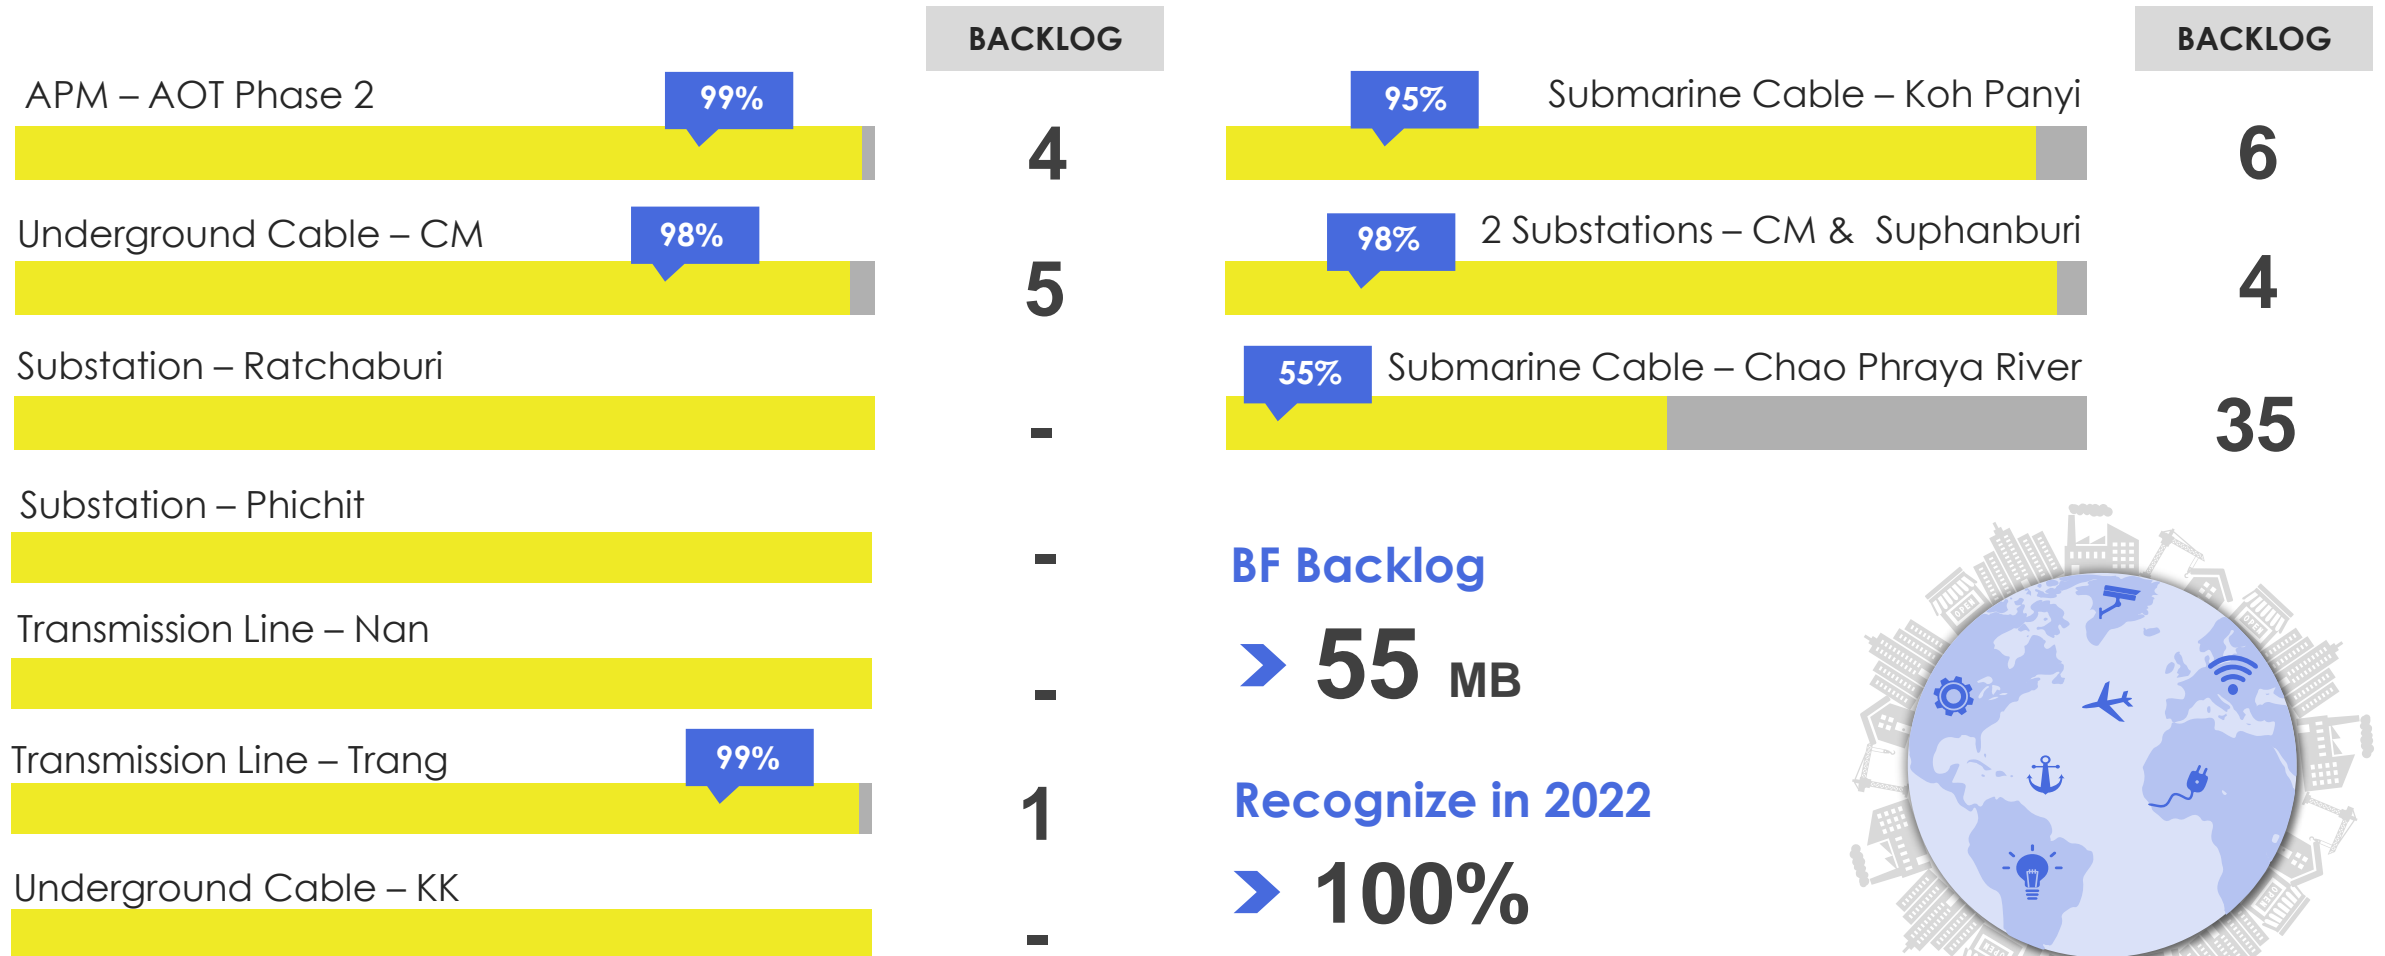 BACKLOG
APM – AOT Phase 2
99%
4
Underground Cable – CM
98%
5
Substation – Ratchaburi
-
Substation – Phichit
-
Transmission Line – Nan
-
Transmission Line – Trang
99%
1
Underground Cable – KK
-
BACKLOG
95%
Submarine Cable – Koh Panyi
6
98%
2 Substations – CM & Suphanburi
4
55%
Submarine Cable – Chao Phraya River
35
BF Backlog
55 MB
Recognize in 2022
100%
OPEN
OPEN